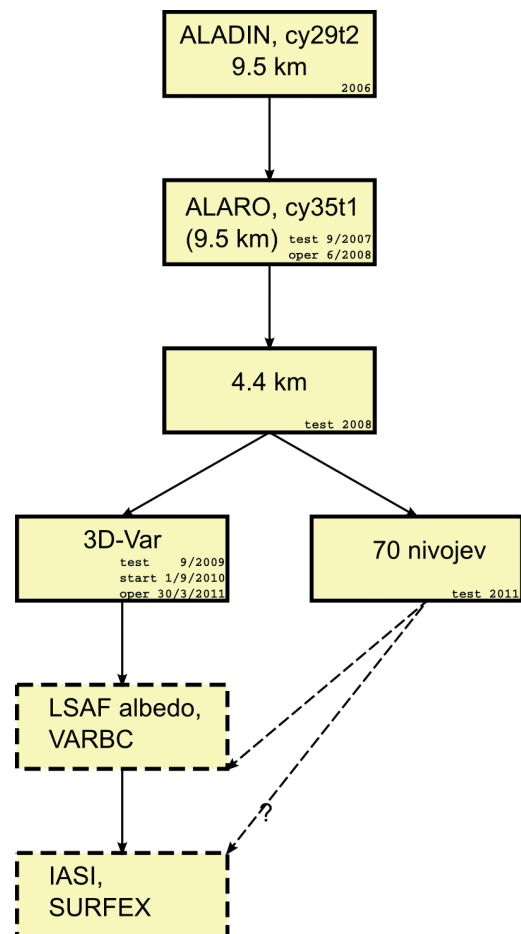 ALADIN, cy29t2
9.5 km
2006
ALARO, cy35t1
(9.5 km)
test 9/2007
oper 6/2008
4.4 km
test 2008
3D-Var
test 9/2009
start 1/9/2010
oper 30/3/2011
70 nivojev
test 2011
LSAF albedo,
VARBC
?
IASI,
SURFEX